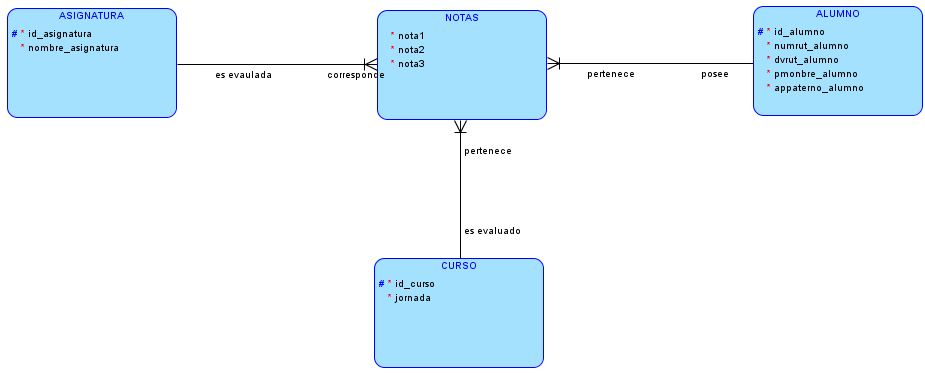 ASIGNATURA
# * id_asignatura
* nombre_asignatura
NOTAS
* nota1
* nota2
* nota3
ALUMNO
# * id_alumno
* numrut_alumno
* dvrut_alumno
* pmonbre_alumno
* appaterno_alumno
es evaulada
corresponde
pertenece
posee
pertenece
es evaluado
CURSO
# * id_curso
* jornada